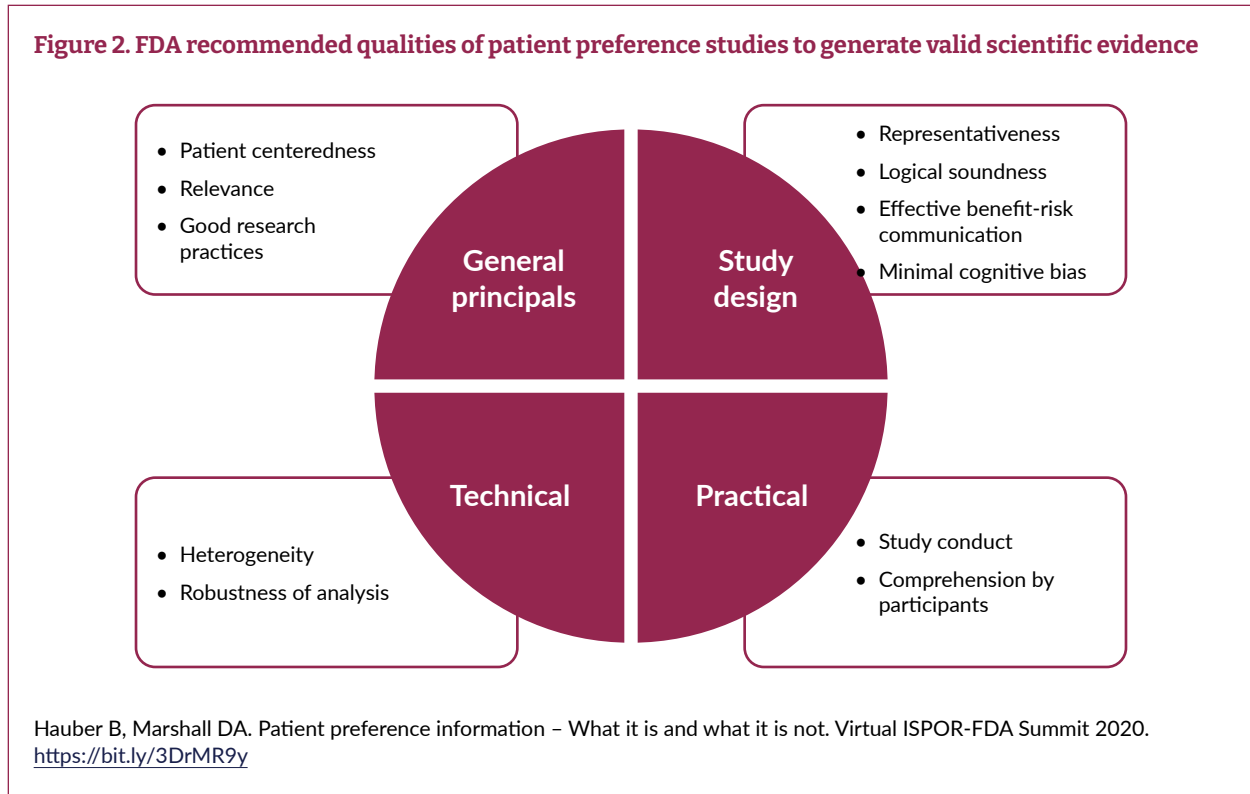 Figure 2. FDA recommended qualities of patient preference studies to generate valid scientific evidence
• Patient centeredness
• Relevance
• Good research
practices
General
principals
Study
design
• Representativeness
• Logical soundness
• Effective benefit-risk
communication
• Minimal cognitive bias
• Heterogeneity
• Robustness of analysis
Technical
Practical
• Study conduct
• Comprehension by
participants
Hauber B, Marshall DA. Patient preference information – What it is and what it is not. Virtual ISPOR-FDA Summit 2020.
https://bit.ly/3DrMR9y